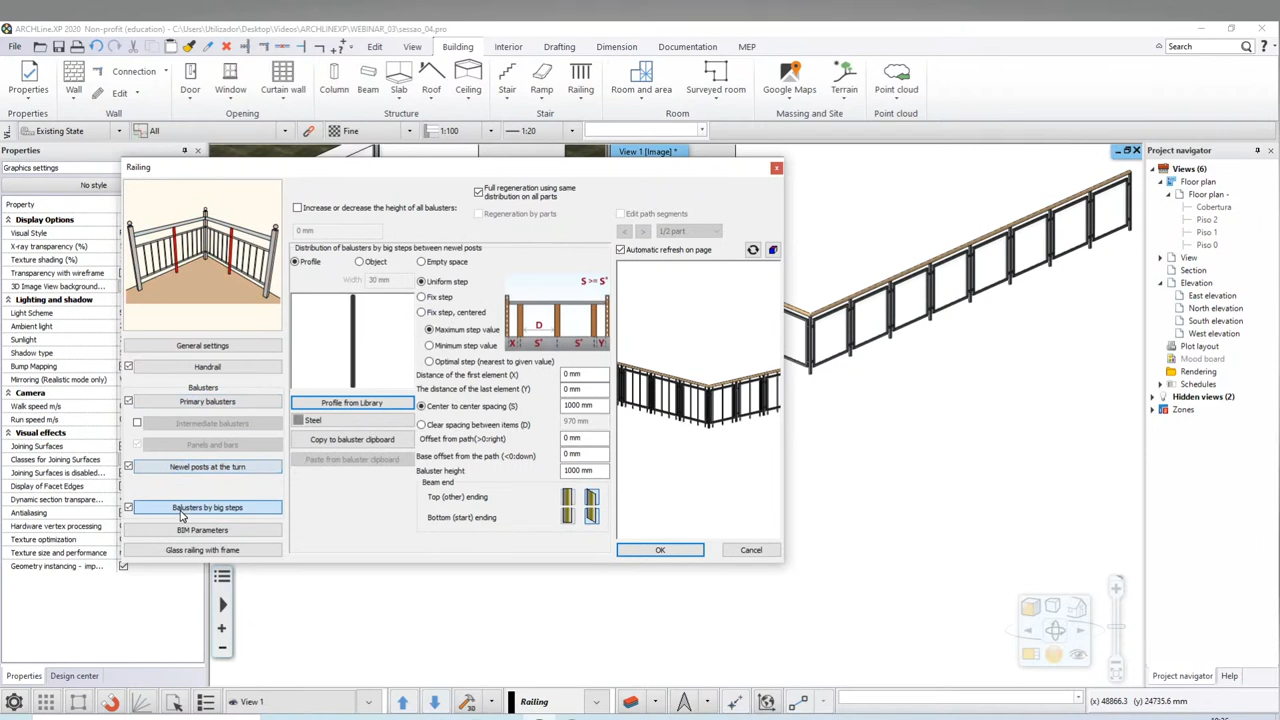 ARCHLine.XP 2020 Non-profit (education) - C:\Users\Utilizador\Desktop\Videos\ARCHLINEXP\WEBINAR_03\sessao_04.pro
File
Edit
View
Building
Interior
Drafting
Dimension
Documentation
MEP
Search
Properties
Wall
Connection
Edit
Door
Window
Curtain wall
Column
Beam
Slab
Roof
Ceiling
Stair
Ramp
Railing
Room and area
Surveyed room
Google Maps
Terrain
Point cloud
Properties
Wall
Opening
Structure
Stair
Room
Massing and Site
Point cloud
Existing State
All
Fine
1:100
1:20
Properties
Graphics settings
No style
Property
Display Options
Visual Style
X-ray transparency (%)
Texture shading (%)
Transparency with wireframe
3D Image View background
Lighting and shadow
Light Scheme
Ambient light
Sunlight
Shadow type
Bump Mapping
Mirroring (Realistic mode only)
Camera
Walk speed m/s
Run speed m/s
Visual effects
Joining Surfaces
Classes for Joining Surfaces
Joining Surfaces is disabled...
Display of Facet Edges
Dynamic section transpare...
Antialiasing
Hardware vertex processing
Texture optimization
Texture size and performance
Geometry instancing - imp...
Properties
Design center
View 1 [Image] *
Railing
General settings
Handrail
Balusters
Primary balusters
Intermediate balusters
Panels and bars
Newel posts at the turn
Balusters by big steps
BIM Parameters
Glass railing with frame
Increase or decrease the height of all balusters:
0 mm
Full regeneration using same
distribution on all parts
Regeneration by parts
Edit path segments
1/2 part
Automatic refresh on page
Distribution of balusters by big steps between newel posts
Profile
Object
Empty space
Width
30 mm
Uniform step
Fix step
Fix step, centered
Maximum step value
Minimum step value
Optimal step (nearest to given value)
S >= S*
D
X
S*
S*
Y
Profile from Library
Steel
Copy to baluster clipboard
Paste from baluster clipboard
Distance of the first element (X)
0 mm
The distance of the last element (Y)
0 mm
Center to center spacing (S)
1000 mm
Clear spacing between items (D)
970 mm
Offset from path(>0:right)
0 mm
Base offset from the path (<0:down)
0 mm
Baluster height
1000 mm
Beam end
Top (other) ending
Bottom (start) ending
OK
Cancel
Project navigator
Views (6)
Floor plan
Floor plan -
Cobertura
Piso 2
Piso 1
Piso 0
View
Section
Elevation
East elevation
North elevation
South elevation
West elevation
Plot layout
Mood board
Rendering
Schedules
Hidden views (2)
Zones
Project navigator
Help
View 1
Railing
(x) 48866.3 (y) 24735.6 mm